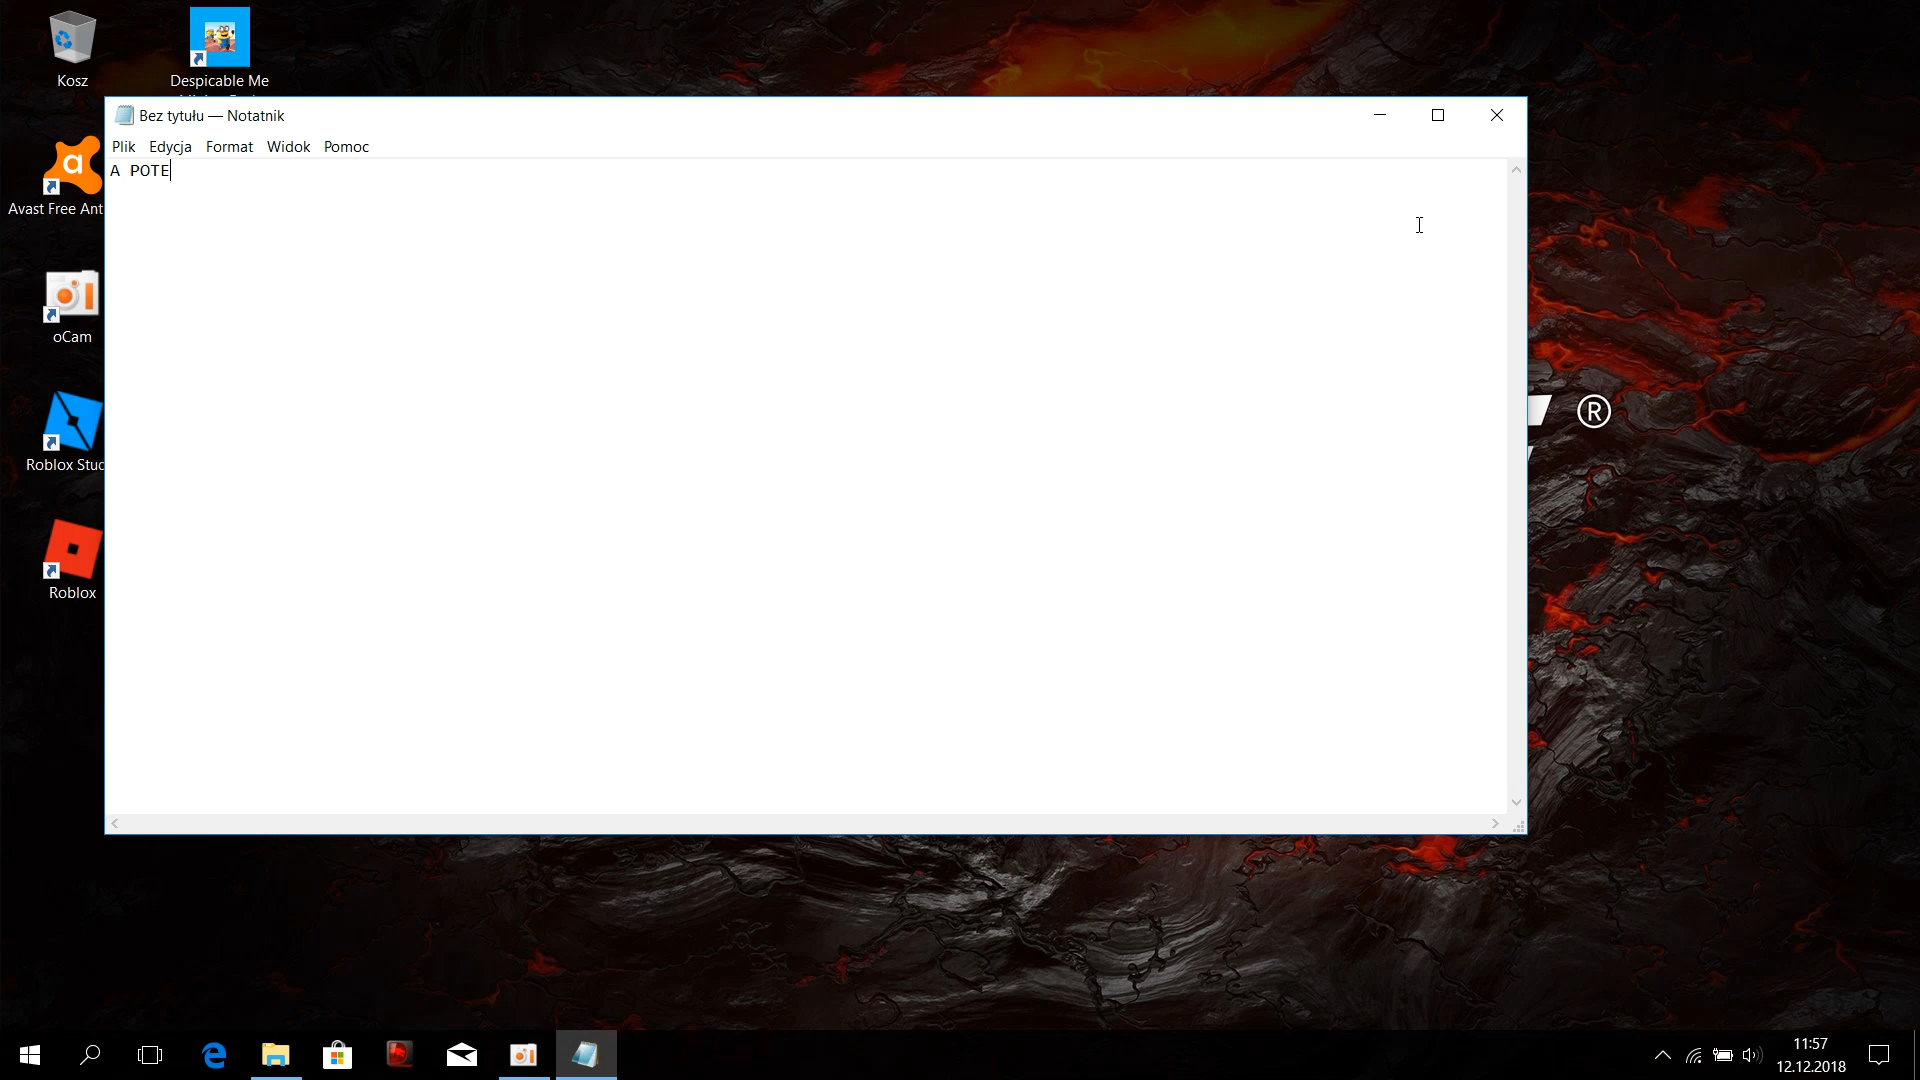 Kosz
Despicable Me
Bez tytułu — Notatnik
Plik Edycja Format Widok Pomoc
A POTE
Avast Free Ant
oCam
®
Roblox Stud
Roblox
11:57
12.12.2018